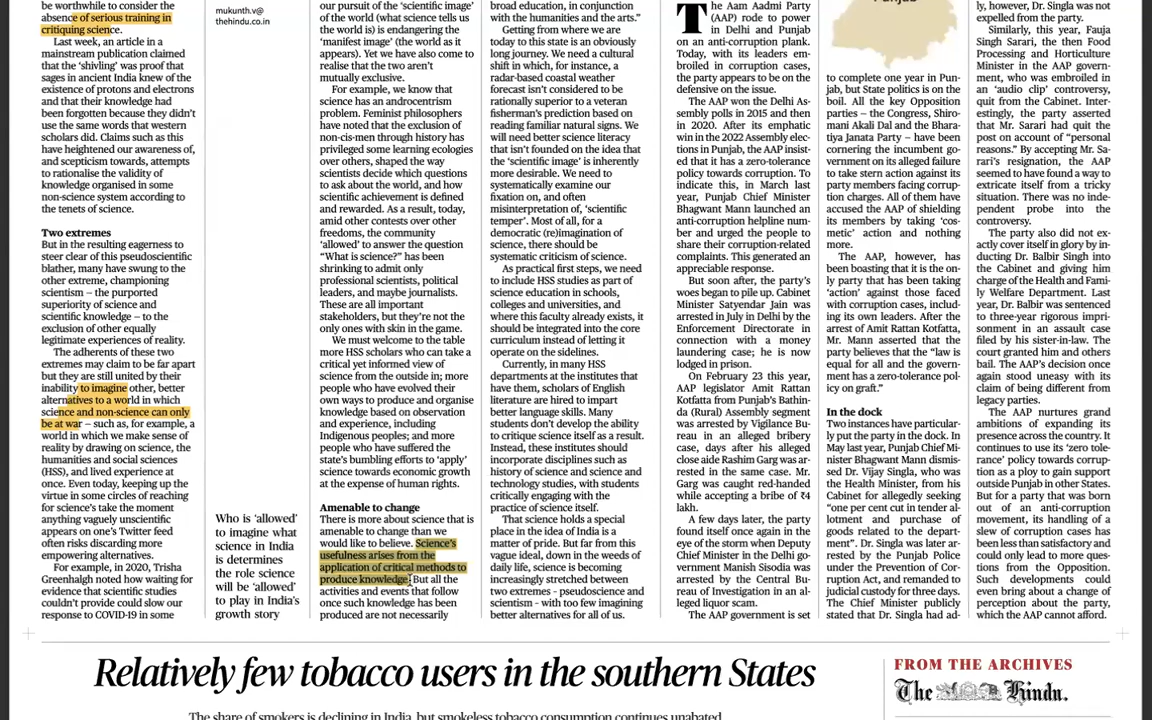 be worthwhile to consider the
absence of serious training in
critiquing science.
Last week, an article in a
mainstream publication claimed
that the ‘shivling’ was proof that
sages in ancient India knew of the
existence of protons and electrons
and that their knowledge had
been forgotten because they didn’t
use the same words that western
scholars did. Claims such as this
have heightened our awareness of,
and scepticism towards, attempts
to rationalise the validity of
knowledge organised in some
non-science system according to
the tenets of science.
Two extremes
But in the resulting eagerness to
steer clear of this pseudoscientific
blather, many have swung to the
other extreme, championing
scientism – the purported
superiority of science and
scientific knowledge – to the
exclusion of other equally
legitimate experiences of reality.
The adherents of these two
extremes may claim to be far apart
but they are still united by their
inability to imagine other, better
alternatives to a world in which
science and non-science can only
be at war – such as, for example, a
world in which we make sense of
reality by drawing on science, the
humanities and social sciences
(HSS), and lived experience at
once. Even today, keeping up the
virtue in some circles of reaching
for science’s take the moment
anything vaguely unscientific
appears on one’s Twitter feed
often risks discarding more
empowering alternatives.
For example, in 2020, Trisha
Greenhalgh noted how waiting for
evidence that scientific studies
couldn’t provide could slow our
response to COVID-19 in some
mukunth.v@
thehindu.co.in
Who is ‘allowed’
to imagine what
science in India
is determines
the role science
will be ‘allowed’
to play in India’s
growth story
our pursuit of the ‘scientific image’
of the world (what science tells us
the world is) is endangering the
‘manifest image’ (the world as it
appears). Yet we have also come to
realise that the two aren’t
mutually exclusive.
For example, we know that
science has an androcentrism
problem. Feminist philosophers
have noted that the exclusion of
non-cis-men through history has
privileged some learning ecologies
over others, shaped the way
scientists decide which questions
to ask about the world, and how
scientific achievement is defined
and rewarded. As a result, today,
amid other contests over other
freedoms, the community
‘allowed’ to answer the question
“What is science?” has been
shrinking to admit only
professional scientists, political
leaders, and maybe journalists.
These are all important
stakeholders, but they’re not the
only ones with skin in the game.
We must welcome to the table
more HSS scholars who can take a
critical yet informed view of
science from the outside in; more
people who have evolved their
own ways to produce and organise
knowledge based on observation
and experience, including
Indigenous peoples; and more
people who have suffered the
state’s bumbling efforts to ‘apply’
science towards economic growth
at the expense of human rights.
Amenable to change
There is more about science that is
amenable to change than we
would like to believe. Science’s
usefulness arises from the
application of critical methods to
produce knowledge. But all the
activities and events that follow
once such knowledge has been
produced are not necessarily
broad education, in conjunction
with the humanities and the arts.”
Getting from where we are
today to this state is an obviously
long journey. We need a cultural
shift in which, for instance, a
radar-based coastal weather
forecast isn’t considered to be
rationally superior to a veteran
fisherman’s prediction based on
reading familiar natural signs. We
will need better science literacy
that isn’t founded on the idea that
the ‘scientific image’ is inherently
more desirable. We need to
systematically examine our
fixation on, and often
misinterpretation of, ‘scientific
temper’. Most of all, for a
democratic (re)imagination of
science, there should be
systematic criticism of science.
As practical first steps, we need
to include HSS studies as part of
science education in schools,
colleges and universities, and
where this faculty already exists, it
should be integrated into the core
curriculum instead of letting it
operate on the sidelines.
Currently, in many HSS
departments at the institutes that
have them, scholars of English
literature are hired to impart
better language skills. Many
students don’t develop the ability
to critique science itself as a result.
Instead, these institutes should
incorporate disciplines such as
history of science and science and
technology studies, with students
critically engaging with the
practice of science itself.
That science holds a special
place in the idea of India is a
matter of pride. But far from this
vague ideal, down in the weeds of
daily life, science is becoming
increasingly stretched between
two extremes - pseudoscience and
scientism – with too few imagining
better alternatives for all of us.
The Aam Aadmi Party
(AAP) rode to power
in Delhi and Punjab
on an anti-corruption plank.
Today, with its leaders em-
broiled in corruption cases,
the party appears to be on the
defensive on the issue.
The AAP won the Delhi As-
sembly polls in 2015 and then
in 2020. After its emphatic
win in the 2022 Assembly elec-
tions in Punjab, the AAP insist-
ed that it has a zero-tolerance
policy towards corruption. To
indicate this, in March last
year, Punjab Chief Minister
Bhagwant Mann launched an
anti-corruption helpline num-
ber and urged the people to
share their corruption-related
complaints. This generated an
appreciable response.
But soon after, the party’s
woes began to pile up. Cabinet
Minister Satyendar Jain was
arrested in July in Delhi by the
Enforcement Directorate in
connection with a money
laundering case; he is now
lodged in prison.
On February 23 this year,
AAP legislator Amit Rattan
Kotfatta from Punjab’s Bathin-
da (Rural) Assembly segment
was arrested by Vigilance Bu-
reau in an alleged bribery
case, days after his alleged
close aide Rashim Garg was ar-
rested in the same case. Mr.
Garg was caught red-handed
while accepting a bribe of ₹4
lakh.
A few days later, the party
found itself once again in the
eye of the storm when Deputy
Chief Minister in the Delhi go-
vernment Manish Sisodia was
arrested by the Central Bu-
reau of Investigation in an al-
leged liquor scam.
The AAP government is set
Punjab
to complete one year in Pun-
jab, but State politics is on the
boil. All the key Opposition
parties – the Congress, Shiro-
mani Akali Dal and the Bhara-
tiya Janata Party – have been
cornering the incumbent go-
vernment on its alleged failure
to take stern action against its
party members facing corrup-
tion charges. All of them have
accused the AAP of shielding
its members by taking ‘cos-
metic’ action and nothing
more.
The AAP, however, has
been boasting that it is the on-
ly party that has been taking
‘action’ against those faced
with corruption cases, includ-
ing its own leaders. After the
arrest of Amit Rattan Kotfatta,
Mr. Mann asserted that the
party believes that the “law is
equal for all and the govern-
ment has a zero-tolerance pol-
icy on graft.”
In the dock
Two instances have particular-
ly put the party in the dock. In
May last year, Punjab Chief Mi-
nister Bhagwant Mann dismis-
sed Dr. Vijay Singla, who was
the Health Minister, from his
Cabinet for allegedly seeking
“one per cent cut in tender al-
lotment and purchase of
goods related to the depart-
ment”. Dr. Singla was later ar-
rested by the Punjab Police
under the Prevention of Cor-
ruption Act, and remanded to
judicial custody for three days.
The Chief Minister publicly
stated that Dr. Singla had ad-
ly, however, Dr. Singla was not
expelled from the party.
Similarly, this year, Fauja
Singh Sarari, the then Food
Processing and Horticulture
Minister in the AAP govern-
ment, who was embroiled in
an ‘audio clip’ controversy,
quit from the Cabinet. Inter-
estingly, the party asserted
that Mr. Sarari had quit the
post on account of “personal
reasons.” By accepting Mr. Sa-
rari’s resignation, the AAP
seemed to have found a way to
extricate itself from a tricky
situation. There was no inde-
pendent probe into the
controversy.
The party also did not ex-
actly cover itself in glory by in-
ducting Dr. Balbir Singh into
the Cabinet and giving him
charge of the Health and Fami-
ly Welfare Department. Last
year, Dr. Balbir was sentenced
to three-year rigorous impri-
sonment in an assault case
filed by his sister-in-law. The
court granted him and others
bail. The AAP’s decision once
again stood uneasy with its
claim of being different from
legacy parties.
The AAP nurtures grand
ambitions of expanding its
presence across the country. It
continues to use its ‘zero tole-
rance’ policy towards corrup-
tion as a ploy to gain support
outside Punjab in other States.
But for a party that was born
out of an anti-corruption
movement, its handling of a
slew of corruption cases has
been less than satisfactory and
could only lead to more ques-
tions from the Opposition.
Such developments could
even bring about a change of
perception about the party,
which the AAP cannot afford.
Relatively few tobacco users in the southern States
The share of smokers is declining in India, but smokeless tobacco consumption continues unabated
FROM THE ARCHIVES
The Hindu.